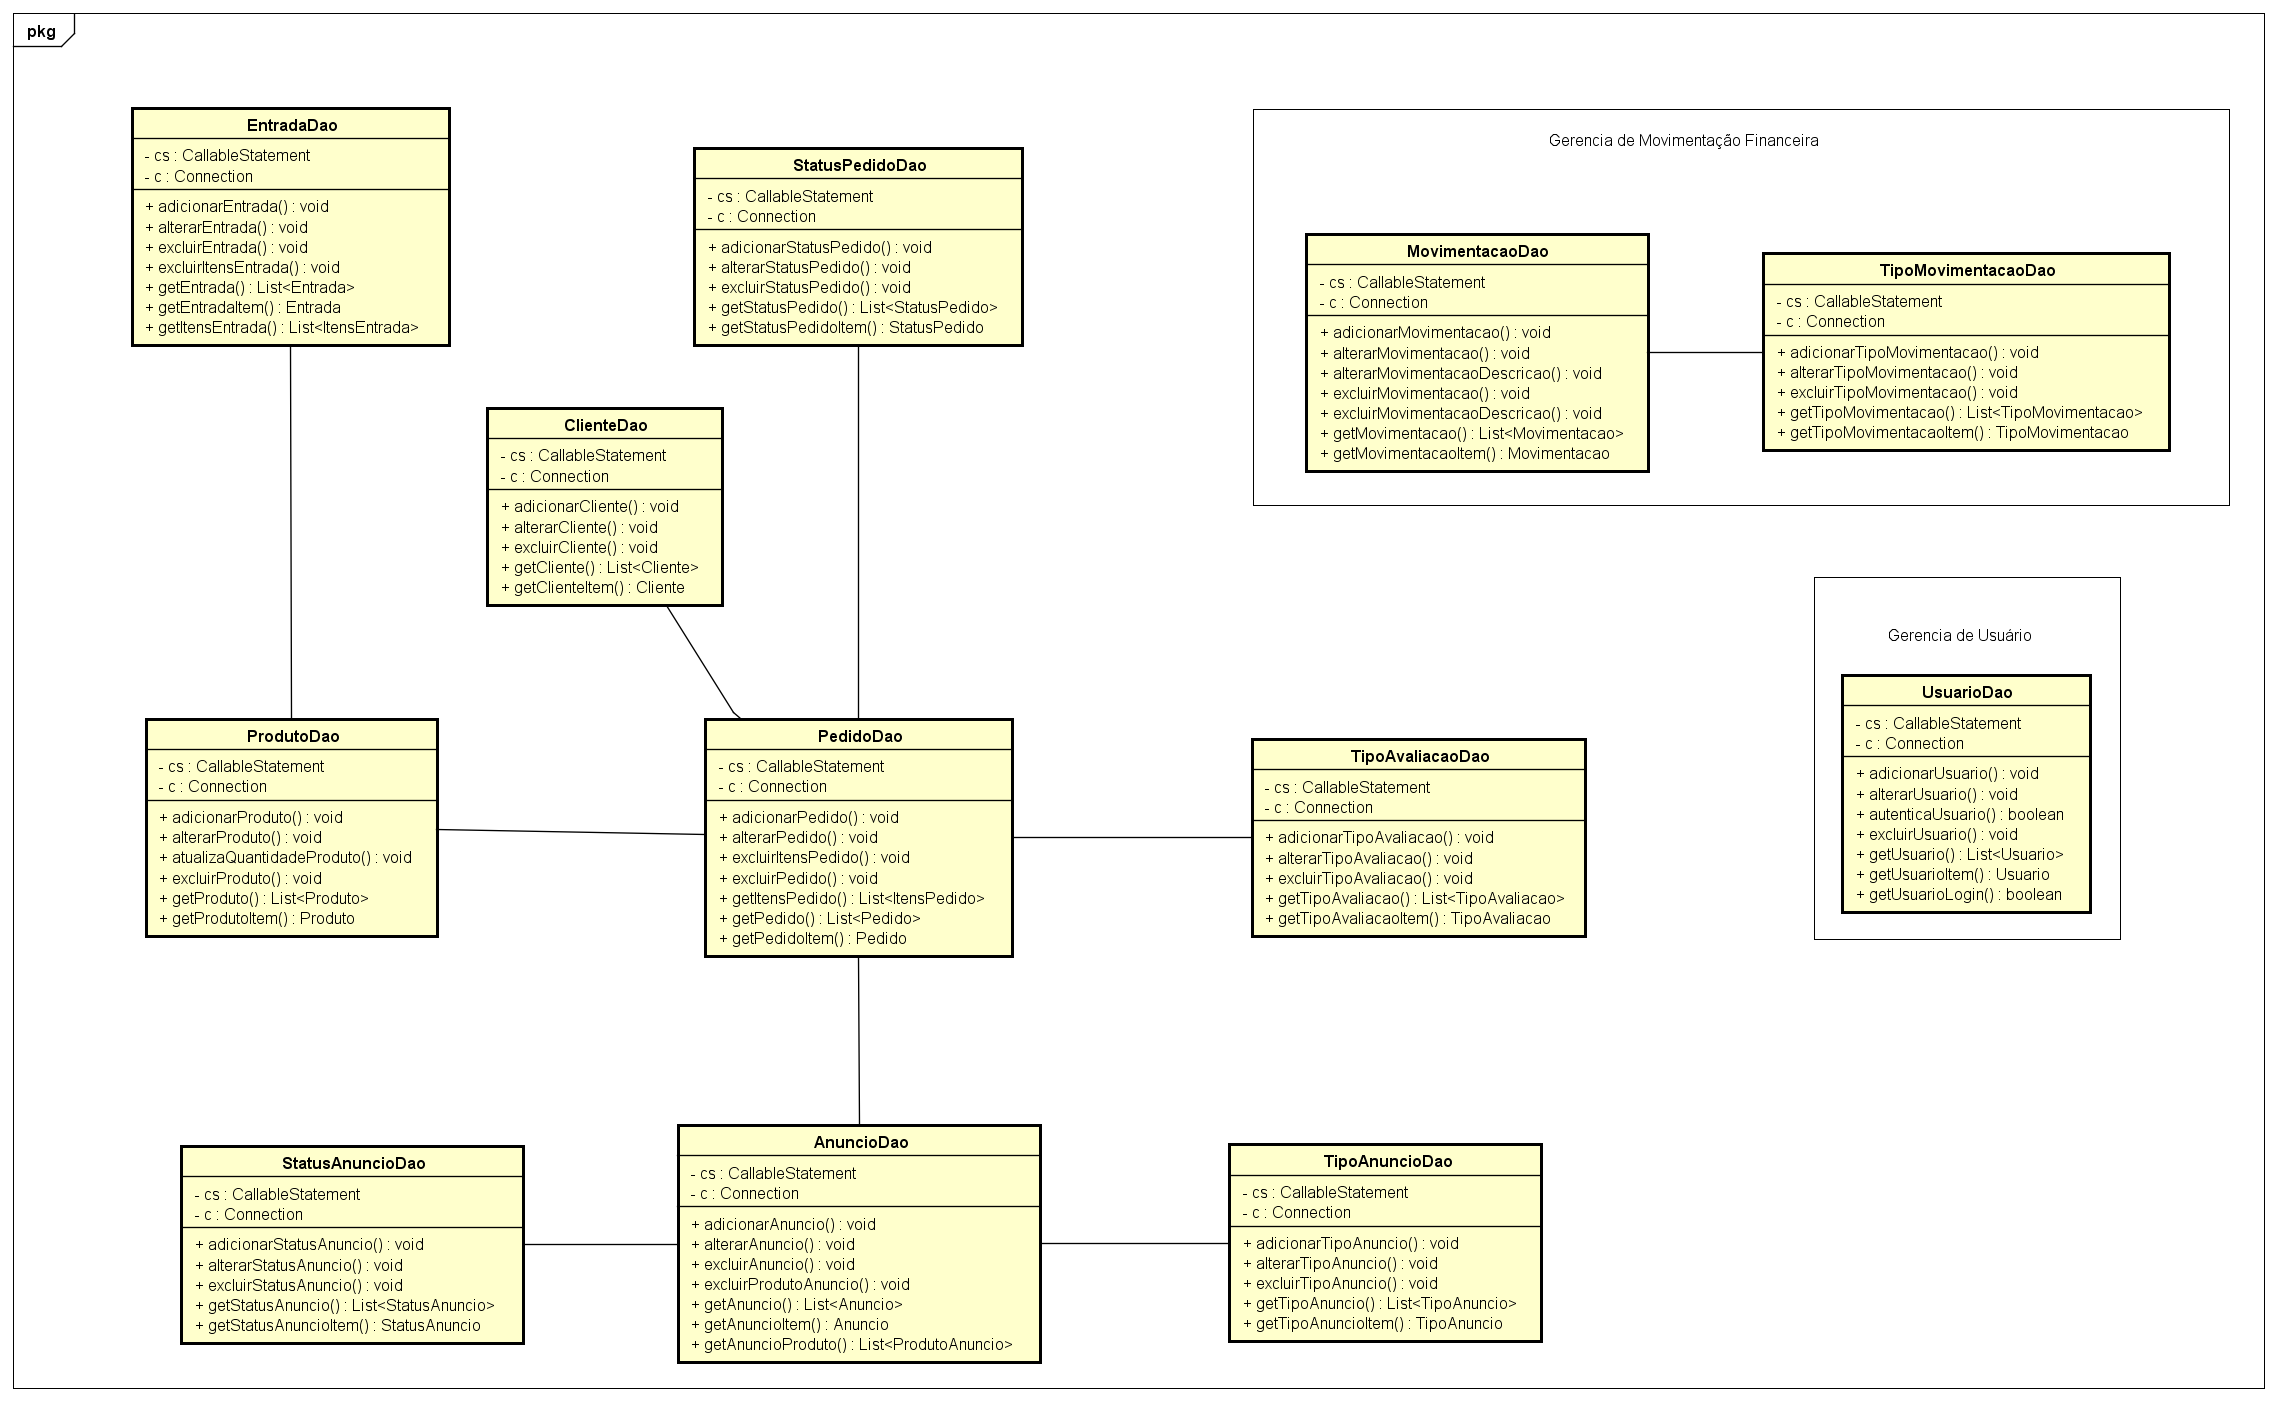 pkg
EntradaDao
- cs : CallableStatement
- c : Connection
+ adicionarEntrada() : void
+ alterarEntrada() : void
+ excluirEntrada() : void
+ excluirItensEntrada() : void
+ getEntrada() : List<Entrada>
+ getEntradaItem() : Entrada
+ getItensEntrada() : List<ItensEntrada>
StatusPedidoDao
- cs : CallableStatement
- c : Connection
+ adicionarStatusPedido() : void
+ alterarStatusPedido() : void
+ excluirStatusPedido() : void
+ getStatusPedido() : List<StatusPedido>
+ getStatusPedidoItem() : StatusPedido
Gerencia de Movimentação Financeira
MovimentacaoDao
- cs : CallableStatement
- c : Connection
+ adicionarMovimentacao() : void
+ alterarMovimentacao() : void
+ alterarMovimentacaoDescricao() : void
+ excluirMovimentacao() : void
+ excluirMovimentacaoDescricao() : void
+ getMovimentacao() : List<Movimentacao>
+ getMovimentacaoItem() : Movimentacao
TipoMovimentacaoDao
- cs : CallableStatement
- c : Connection
+ adicionarTipoMovimentacao() : void
+ alterarTipoMovimentacao() : void
+ excluirTipoMovimentacao() : void
+ getTipoMovimentacao() : List<TipoMovimentacao>
+ getTipoMovimentacaoItem() : TipoMovimentacao
ClienteDao
- cs : CallableStatement
- c : Connection
+ adicionarCliente() : void
+ alterarCliente() : void
+ excluirCliente() : void
+ getCliente() : List<Cliente>
+ getClienteItem() : Cliente
Gerencia de Usuário
UsuarioDao
- cs : CallableStatement
- c : Connection
+ adicionarUsuario() : void
+ alterarUsuario() : void
+ autenticaUsuario() : boolean
+ excluirUsuario() : void
+ getUsuario() : List<Usuario>
+ getUsuarioItem() : Usuario
+ getUsuarioLogin() : boolean
ProdutoDao
- cs : CallableStatement
- c : Connection
+ adicionarProduto() : void
+ alterarProduto() : void
+ atualizaQuantidadeProduto() : void
+ excluirProduto() : void
+ getProduto() : List<Produto>
+ getProdutoItem() : Produto
PedidoDao
- cs : CallableStatement
- c : Connection
+ adicionarPedido() : void
+ alterarPedido() : void
+ excluirItensPedido() : void
+ excluirPedido() : void
+ getItensPedido() : List<ItensPedido>
+ getPedido() : List<Pedido>
+ getPedidoItem() : Pedido
TipoAvaliacaoDao
- cs : CallableStatement
- c : Connection
+ adicionarTipoAvaliacao() : void
+ alterarTipoAvaliacao() : void
+ excluirTipoAvaliacao() : void
+ getTipoAvaliacao() : List<TipoAvaliacao>
+ getTipoAvaliacaoItem() : TipoAvaliacao
StatusAnuncioDao
- cs : CallableStatement
- c : Connection
+ adicionarStatusAnuncio() : void
+ alterarStatusAnuncio() : void
+ excluirStatusAnuncio() : void
+ getStatusAnuncio() : List<StatusAnuncio>
+ getStatusAnuncioItem() : StatusAnuncio
AnuncioDao
- cs : CallableStatement
- c : Connection
+ adicionarAnuncio() : void
+ alterarAnuncio() : void
+ excluirAnuncio() : void
+ excluirProdutoAnuncio() : void
+ getAnuncio() : List<Anuncio>
+ getAnuncioItem() : Anuncio
+ getAnuncioProduto() : List<ProdutoAnuncio>
TipoAnuncioDao
- cs : CallableStatement
- c : Connection
+ adicionarTipoAnuncio() : void
+ alterarTipoAnuncio() : void
+ excluirTipoAnuncio() : void
+ getTipoAnuncio() : List<TipoAnuncio>
+ getTipoAnuncioItem() : TipoAnuncio